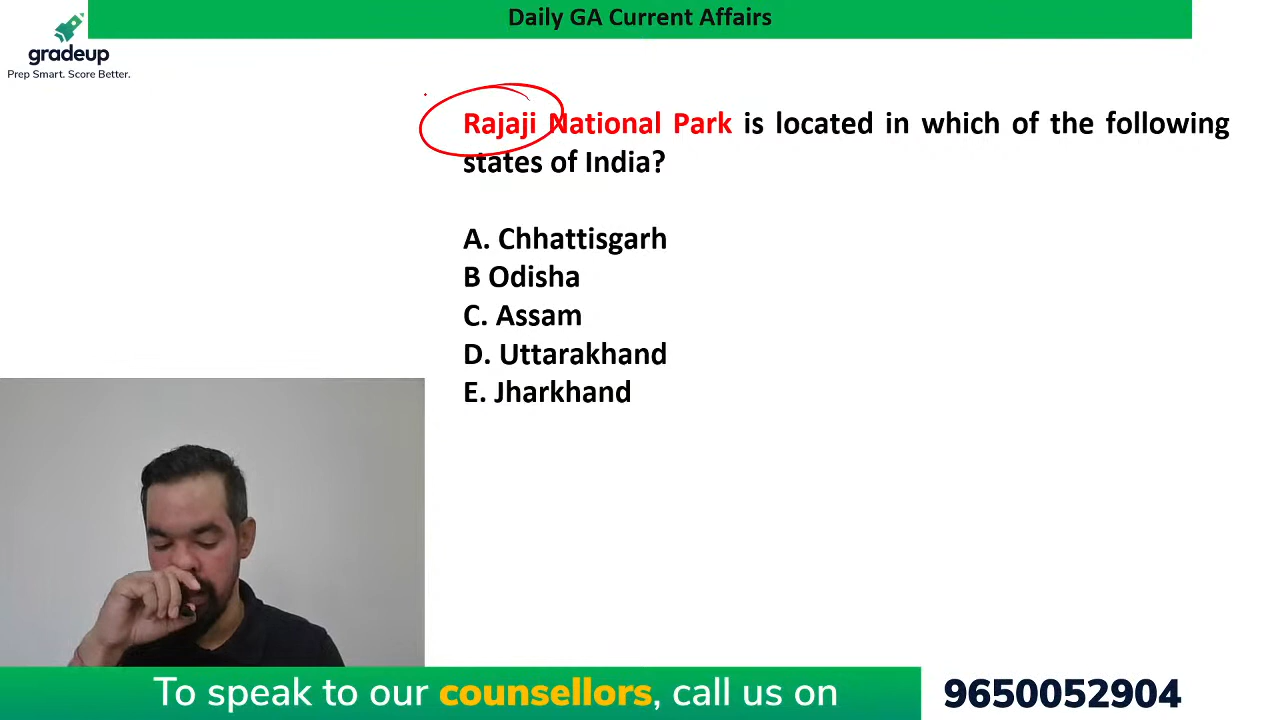 Daily GA Current Affairs
gradeup
Prep Smart. Score Better.
Rajaji National Park is located in which of the following
states of India?
A. Chhattisgarh
B Odisha
C. Assam
D. Uttarakhand
E. Jharkhand
To speak to our counsellors, call us on 9650052904